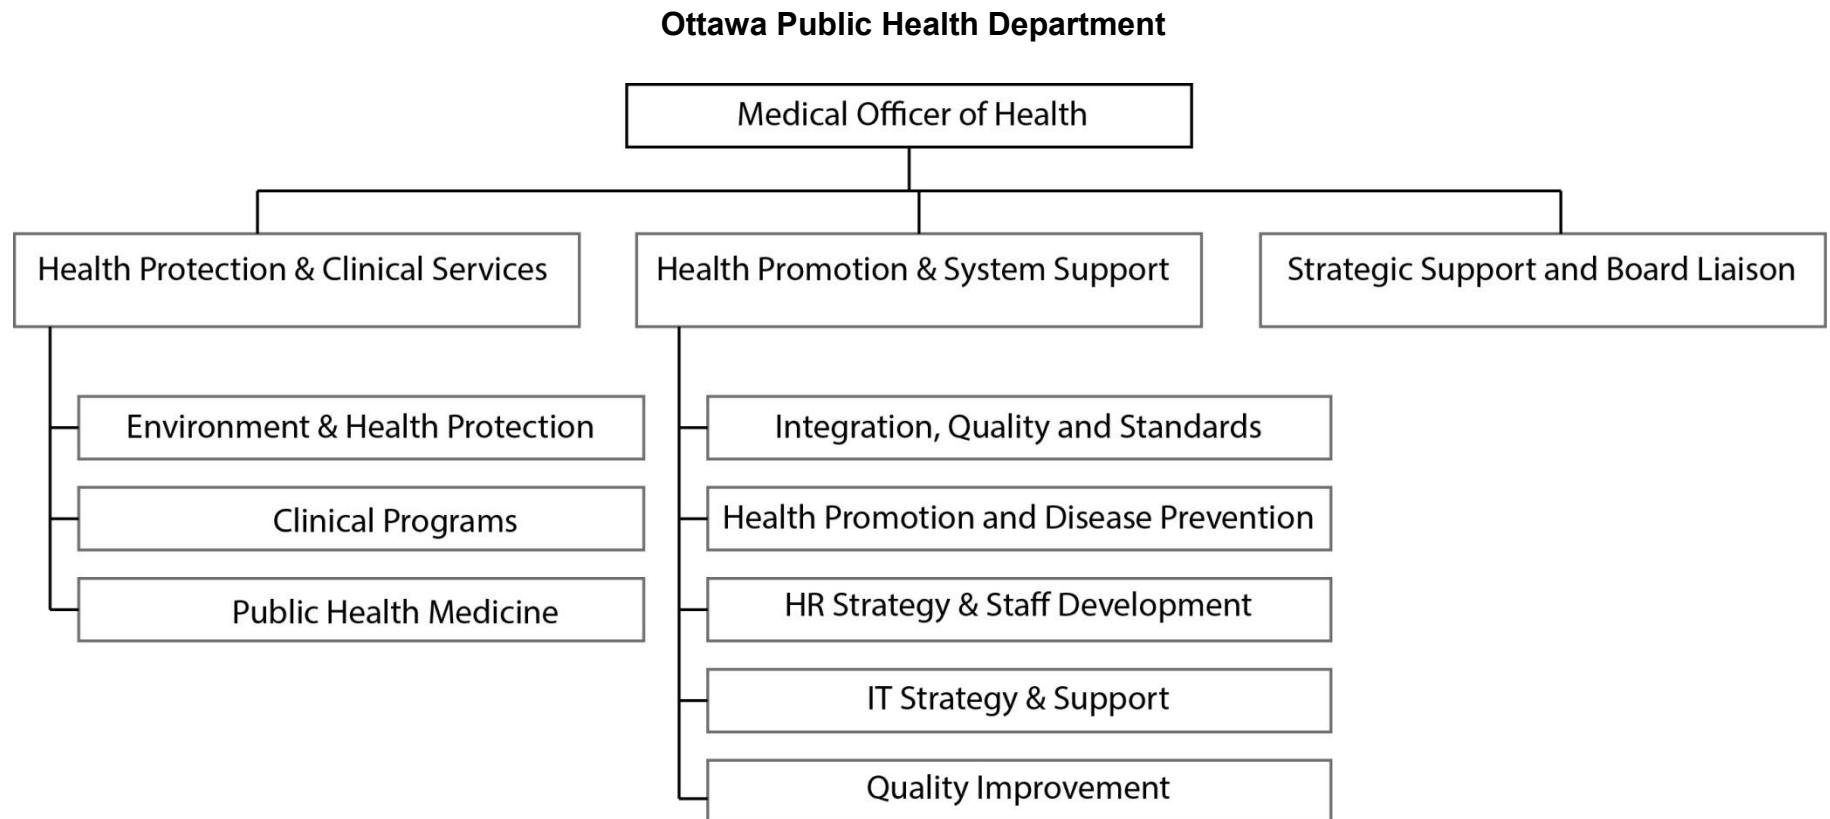 Ottawa Public Health Department
Medical Officer of Health
Health Protection & Clinical Services
Health Promotion & System Support
Strategic Support and Board Liaison
Environment & Health Protection
Clinical Programs
Public Health Medicine
Integration, Quality and Standards
Health Promotion and Disease Prevention
HR Strategy & Staff Development
IT Strategy & Support
Quality Improvement